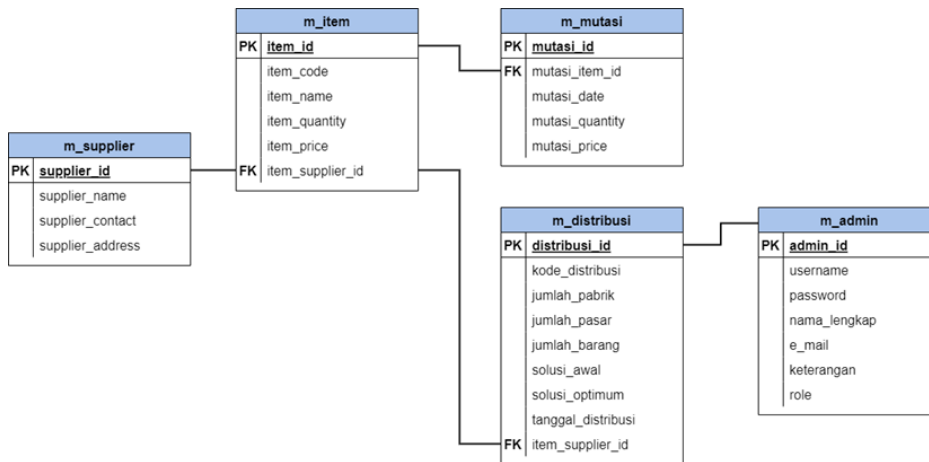 m_item
PK item_id
item_code
item_name
item_quantity
item_price
FK item_supplier_id
m_mutasi
PK mutasi_id
FK mutasi_item_id
mutasi_date
mutasi_quantity
mutasi_price
m_supplier
PK supplier_id
supplier_name
supplier_contact
supplier_address
m_distribusi
PK distribusi_id
kode_distribusi
jumlah_pabrik
jumlah_pasar
jumlah_barang
solusi_awal
solusi_optimum
tanggal_distribusi
FK item_supplier_id
m_admin
PK admin_id
username
password
nama_lengkap
e_mail
keterangan
role